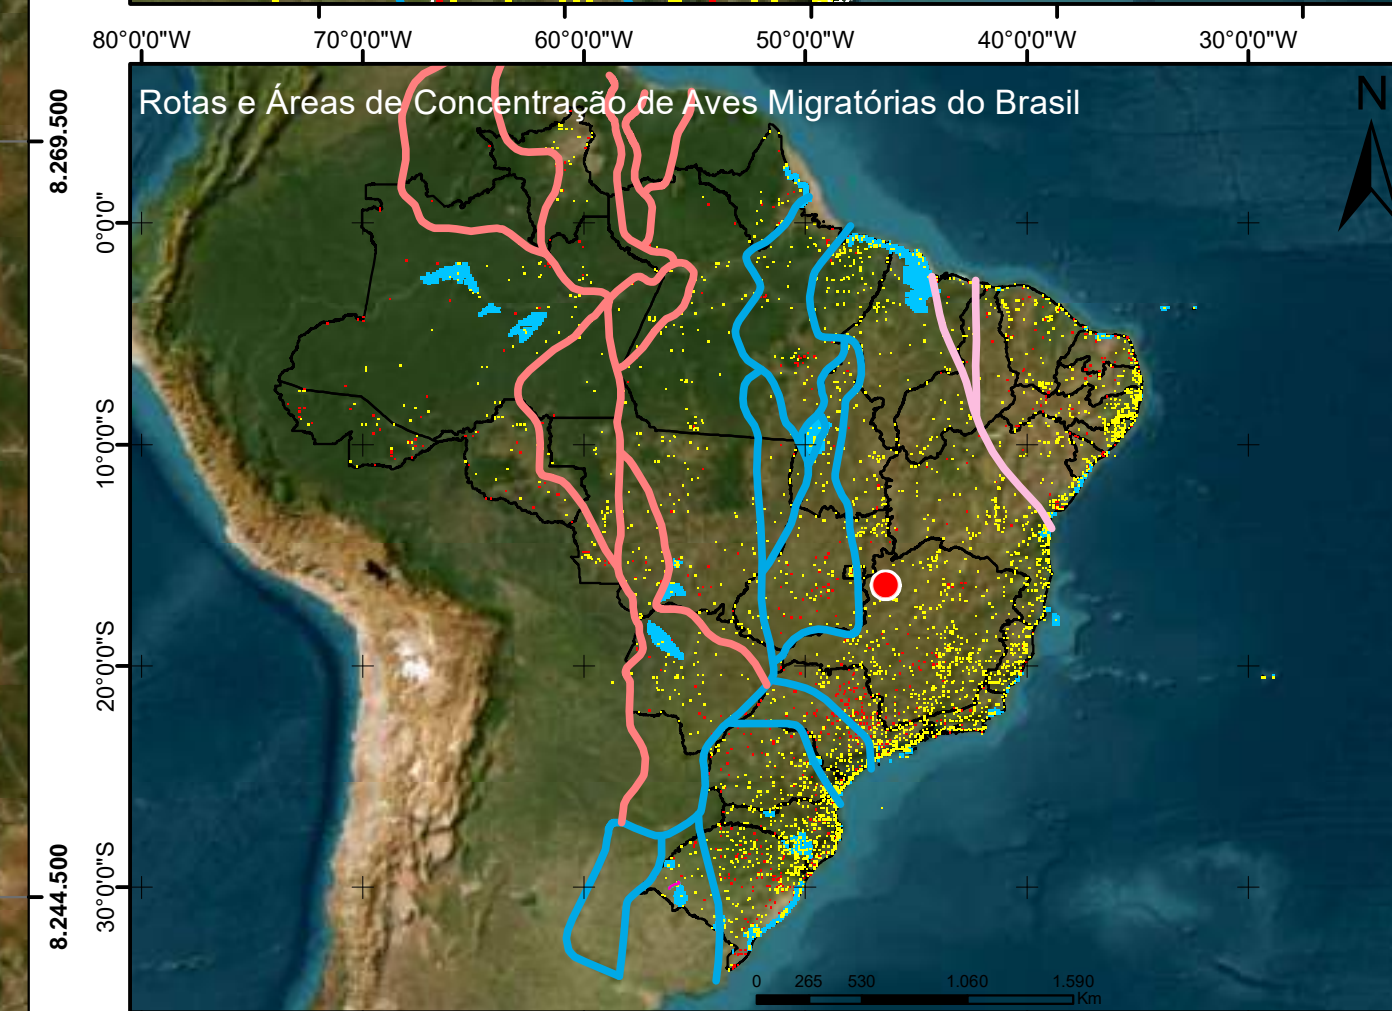 80°0'0"W 70°0'0"W 60°0'0"W 50°0'0"W 40°0'0"W 30°0'0"W
Rotas e Áreas de Concentração de Aves Migratórias do Brasil
N
8.269.500
0°0'0"
10°0'0"S
20°0'0"S
30°0'0"S
8.244.500
0 265 530 1.060 1.590
Km